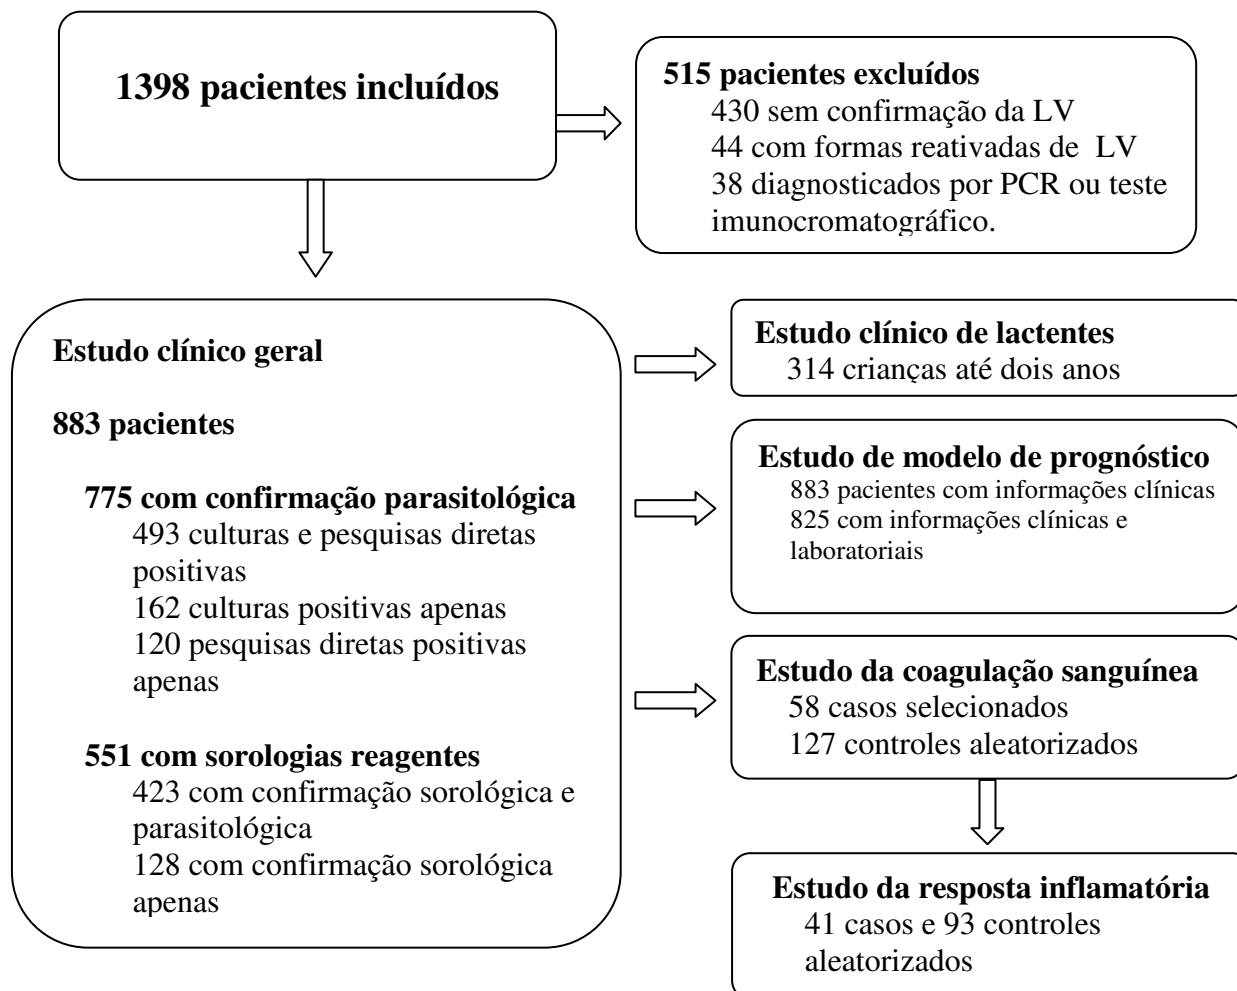 1398 pacientes incluídos
515 pacientes excluídos
430 sem confirmação da LV
44 com formas reativadas de LV
38 diagnosticados por PCR ou teste
imunocromatográfico.
Estudo clínico geral
883 pacientes
775 com confirmação parasitológica
493 culturas e pesquisas diretas
positivas
162 culturas positivas apenas
120 pesquisas diretas positivas
apenas
551 com sorologias reagentes
423 com confirmação sorológica e
parasitológica
128 com confirmação sorológica
apenas
Estudo clínico de lactentes
314 crianças até dois anos
Estudo de modelo de prognóstico
883 pacientes com informações clínicas
825 com informações clínicas e
laboratoriais
Estudo da coagulação sanguínea
58 casos selecionados
127 controles aleatorizados
Estudo da resposta inflamatória
41 casos e 93 controles
aleatorizados